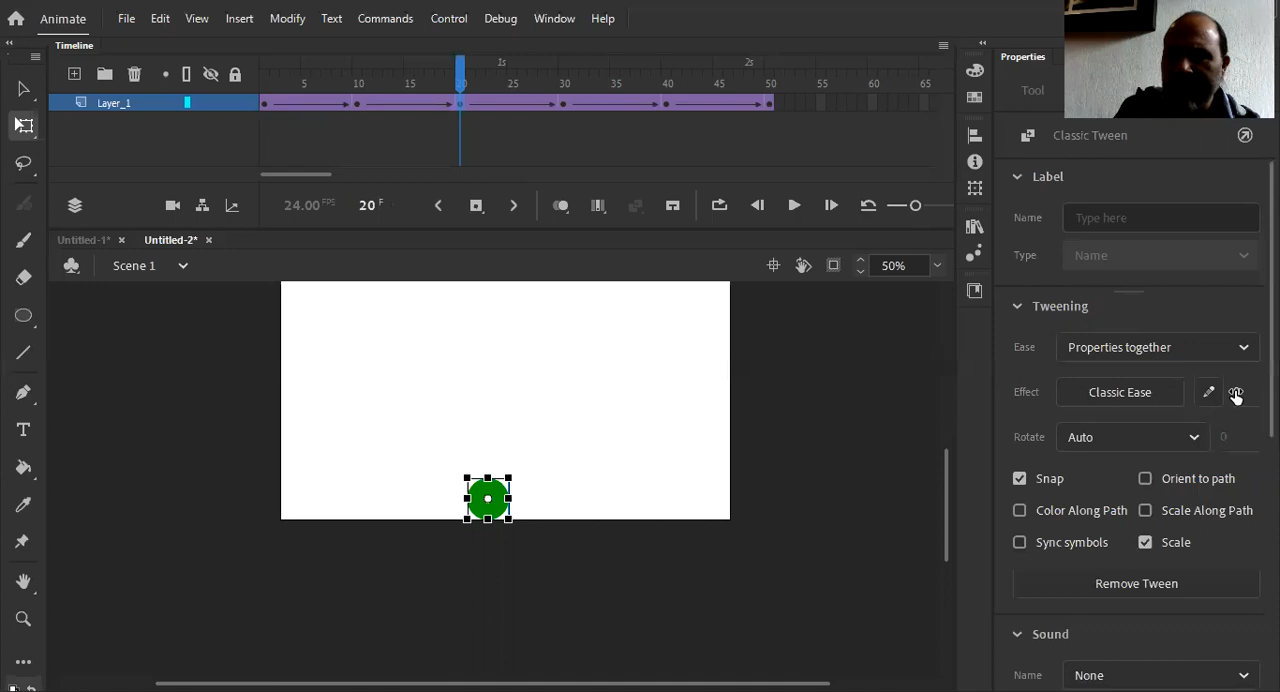 Animate File Edit View Insert Modify Text Commands Control Debug Window Help
Timeline Properties
1s 2s
5 10 15 25 30 35 40 45 50 55 60 65 Tool
Layer_1
Classic Tween
Label
24.00 FPS 20 F
Name Type here
Untitled-1* × Untitled-2* ×
Type Name
Scene 1 50%
Tweening
Ease Properties together
Effect Classic Ease
Rotate Auto 0
Snap Orient to path
Color Along Path Scale Along Path
Sync symbols Scale
Remove Tween
Sound
Name None